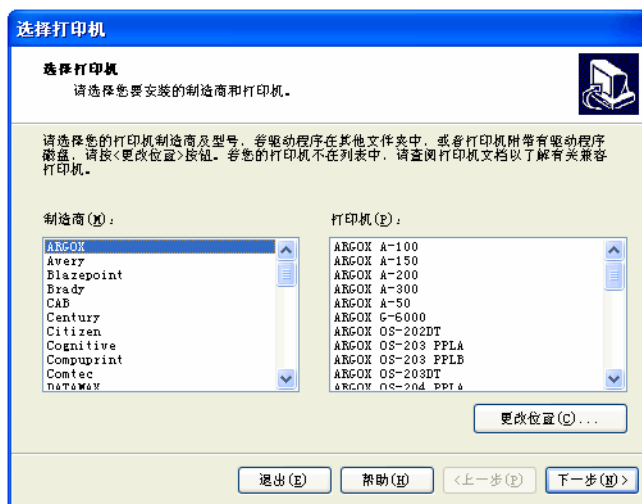 选择打印机
选择打印机
请选择您要安装的制造商和打印机。
请选择您的打印机制造商及型号，若驱动程序在其他文件夹中，或者打印机附带有驱动程序
磁盘，请按<更改位置>按钮。若您的打印机不在列表中，请查阅打印机文档以了解有关兼容
打印机。
制造商(M)：
ARGOX
Avery
Blazepoint
Brady
CAB
Century
Citizen
Cognitive
Compuprint
Comtec
DATAMAX
打印机(P)：
ARGOX A-100
ARGOX A-150
ARGOX A-200
ARGOX A-300
ARGOX A-50
ARGOX G-6000
ARGOX OS-202DT
ARGOX OS-203 PPLA
ARGOX OS-203 PPLB
ARGOX OS-203DT
ARGOX OS-204 PPLA
更改位置(C)...
退出(E)
帮助(H)
<上一步(P)
下一步(N)>